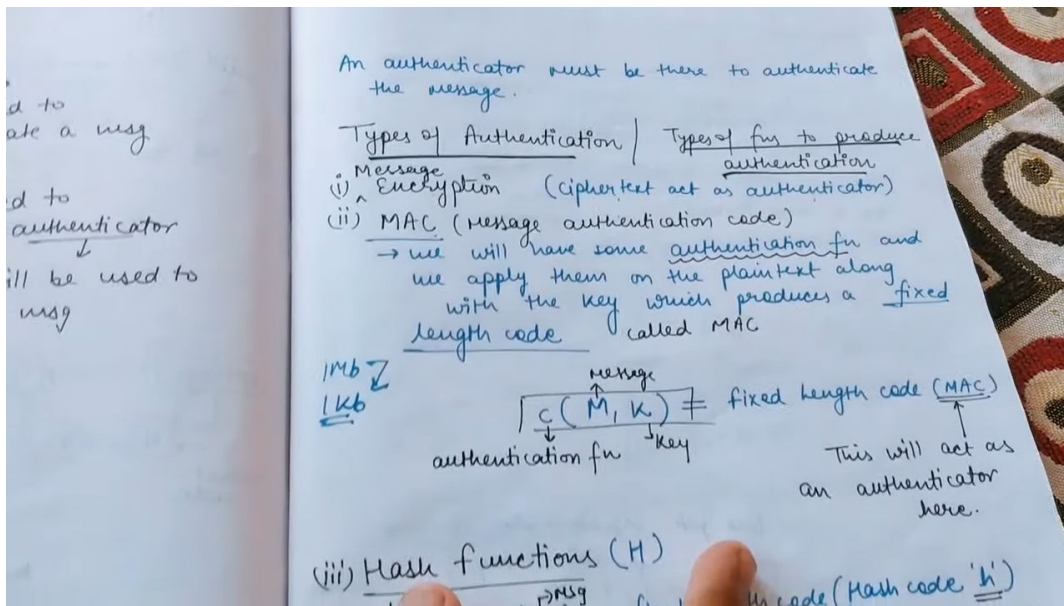 d to
ate a msg
d to
authenticator
↓
ill be used to
msg
An authenticator must be there to authenticate
the message.
Types of Authentication | Types of fns to produce
authentication
Message
(i) ^ Encryption (ciphertext act as authenticator)
(ii) MAC (Message authentication code)
→ we will have some authentication fn and
we apply them on the plaintext along
with the key which produces a fixed
length code called MAC
1Mb
1Kb
message
C (M, K) = fixed length code (MAC)
authentication fn
key
This will act as
an authenticator
here.
(iii) Hash functions (H)
→ Msg
code (Hash code 'h')